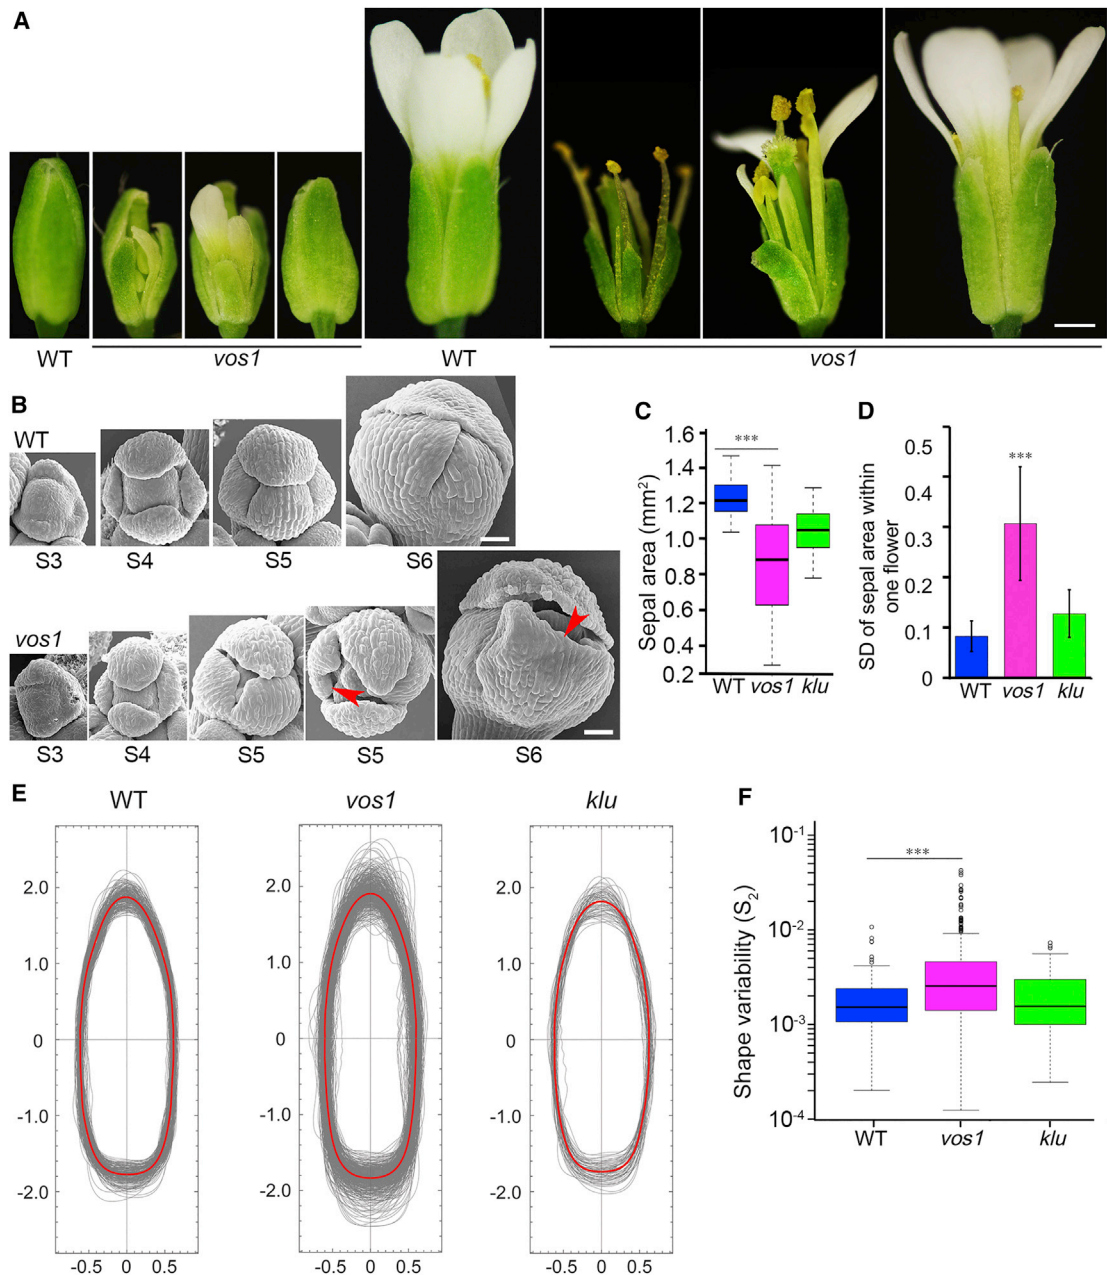 A
WT
vos1
WT
vos1
B
WT
S3
S4
S5
S6
vos1
S3
S4
S5
S5
S6
C
Sepal area (mm²)
1.6
1.4
1.2
1.0
0.8
0.6
0.4
0.2
***
WT vos1 klu
D
SD of sepal area within
one flower
0.5
0.4
0.3
0.2
0.1
0
***
WT vos1 klu
E
WT
vos1
klu
2.0
1.0
0
-1.0
-2.0
-0.5 0 0.5
2.0
1.0
0
-1.0
-2.0
-0.5 0 0.5
2.0
1.0
0
-1.0
-2.0
-0.5 0 0.5
F
Shape variability (S₂)
10⁻¹
10⁻²
10⁻³
10⁻⁴
***
WT vos1 klu